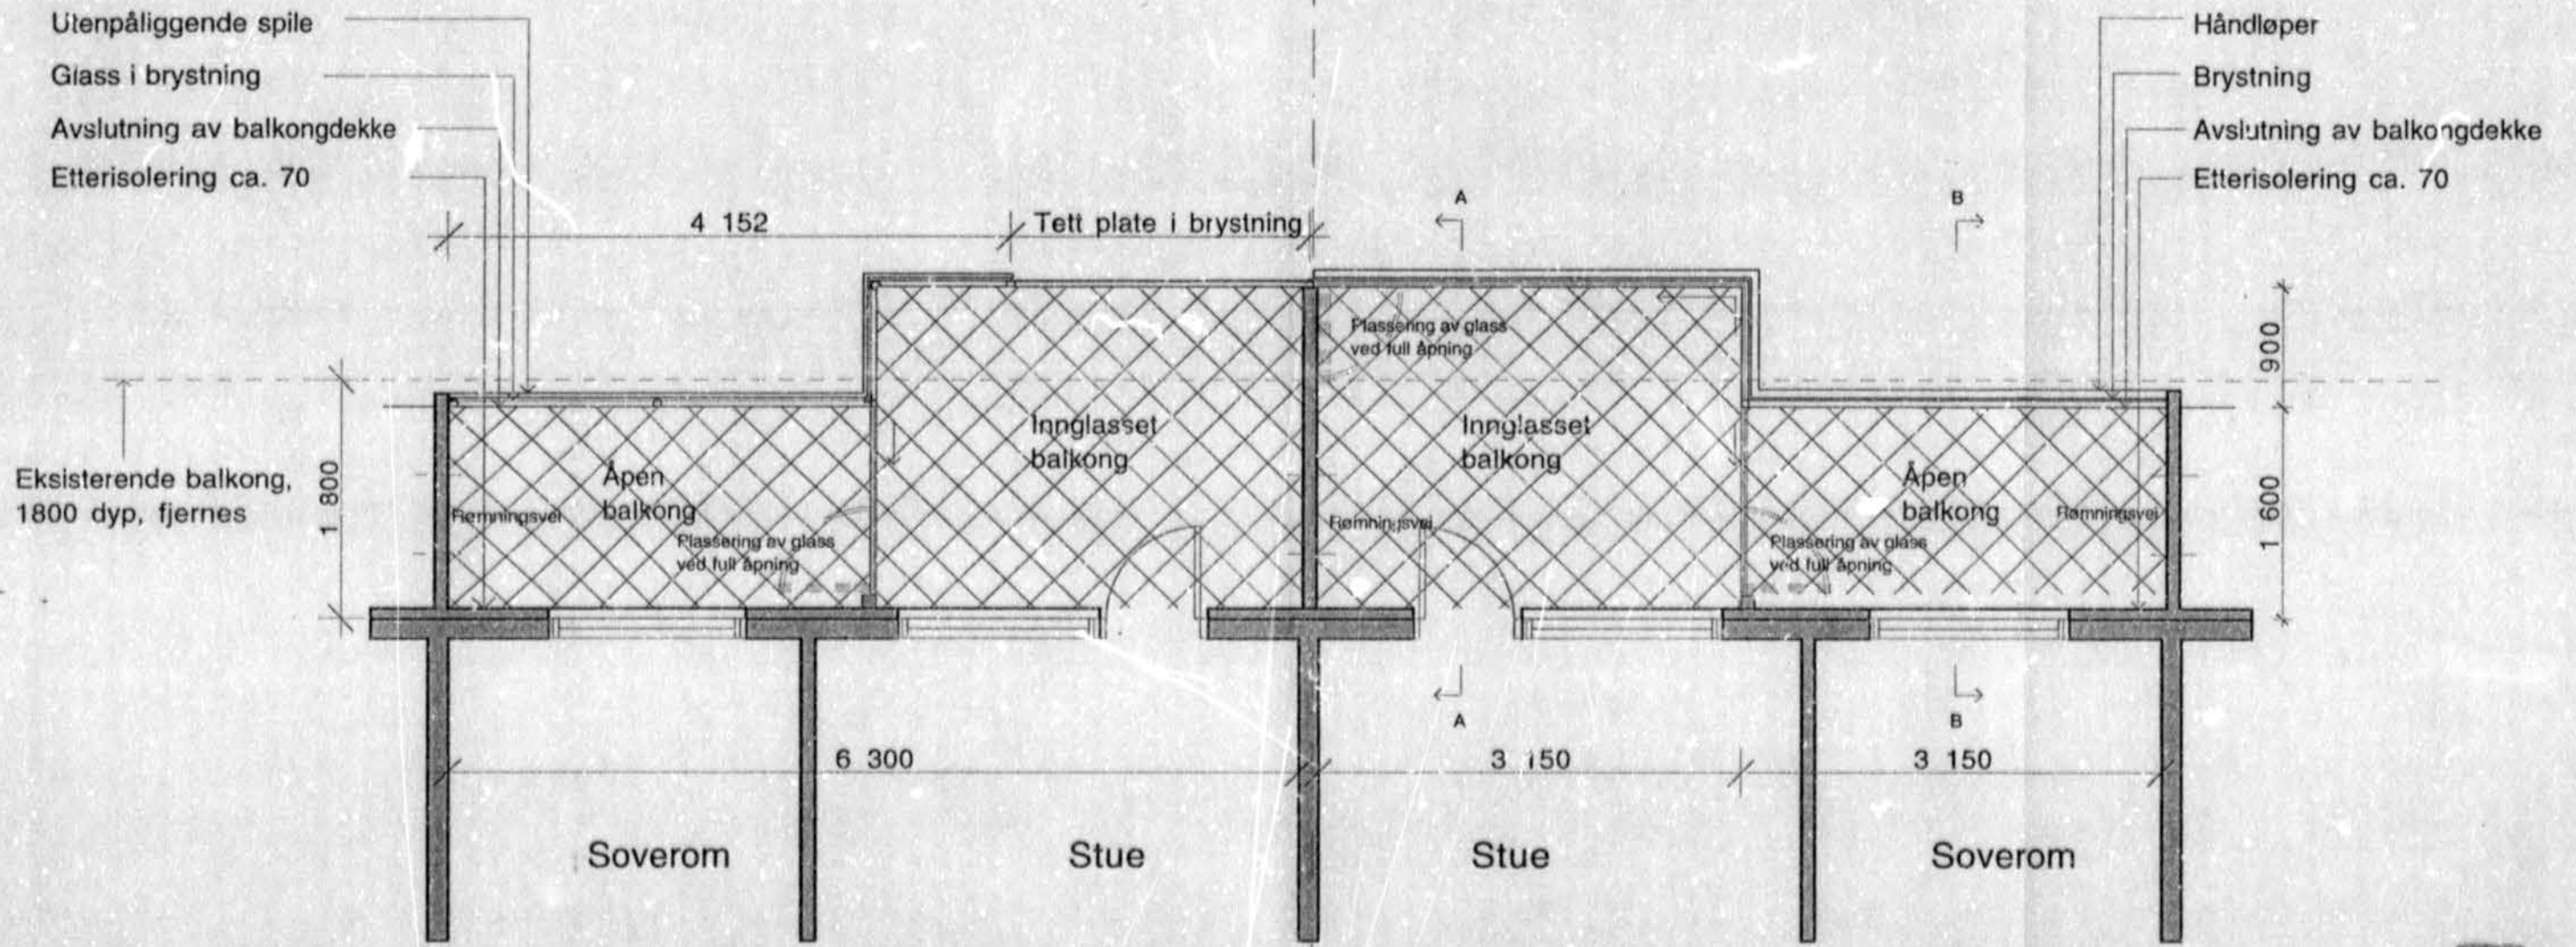 Utenpåliggende spile
Glass i brystning
Avslutning av balkongdekke
Etterisolering ca. 70
Håndløper
Brystning
Avslutning av balkongdekke
Etterisolering ca. 70
4 152
Tett plate i brystning
A
B
Plassering av glass
ved full åpning
900
Innglasset
balkong
Innglasset
balkong
Eksisterende balkong,
1800 dyp, fjernes
1 800
Åpen
balkong
Rømningsvei
Plassering av glass
ved full åpning
Rømningsvei
Åpen
balkong
Rømningsvei
Plassering av glass
ved full åpning
1 600
A
B
6 300
3 150
3 150
Soverom
Stue
Stue
Soverom